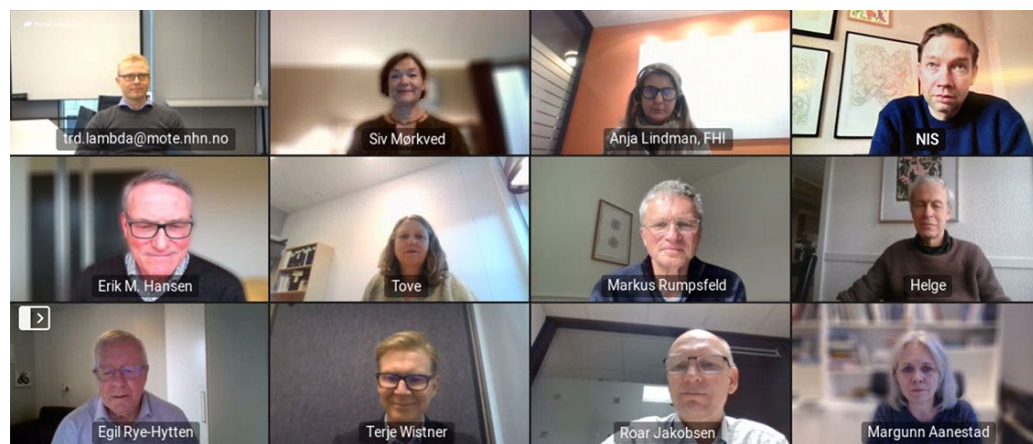 trd.lambda@mote.nhn.no
Siv Mørkved
Anja Lindman, FHI
NIS
Erik M. Hansen
Tove
Markus Rumpsfeld
Helge
Egil Rye-Hytten
Terje Wistner
Roar Jakobsen
Margunn Aanestad